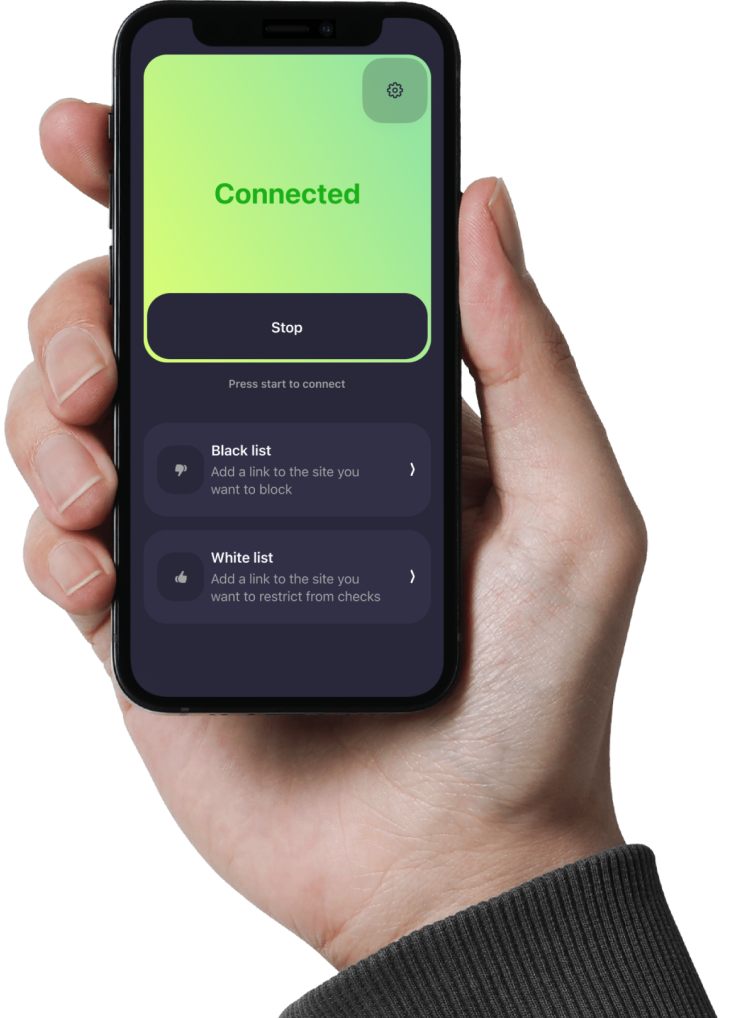 Connected
Stop
Press start to connect
Black list
Add a link to the site you
want to block
White list
Add a link to the site you
want to restrict from checks